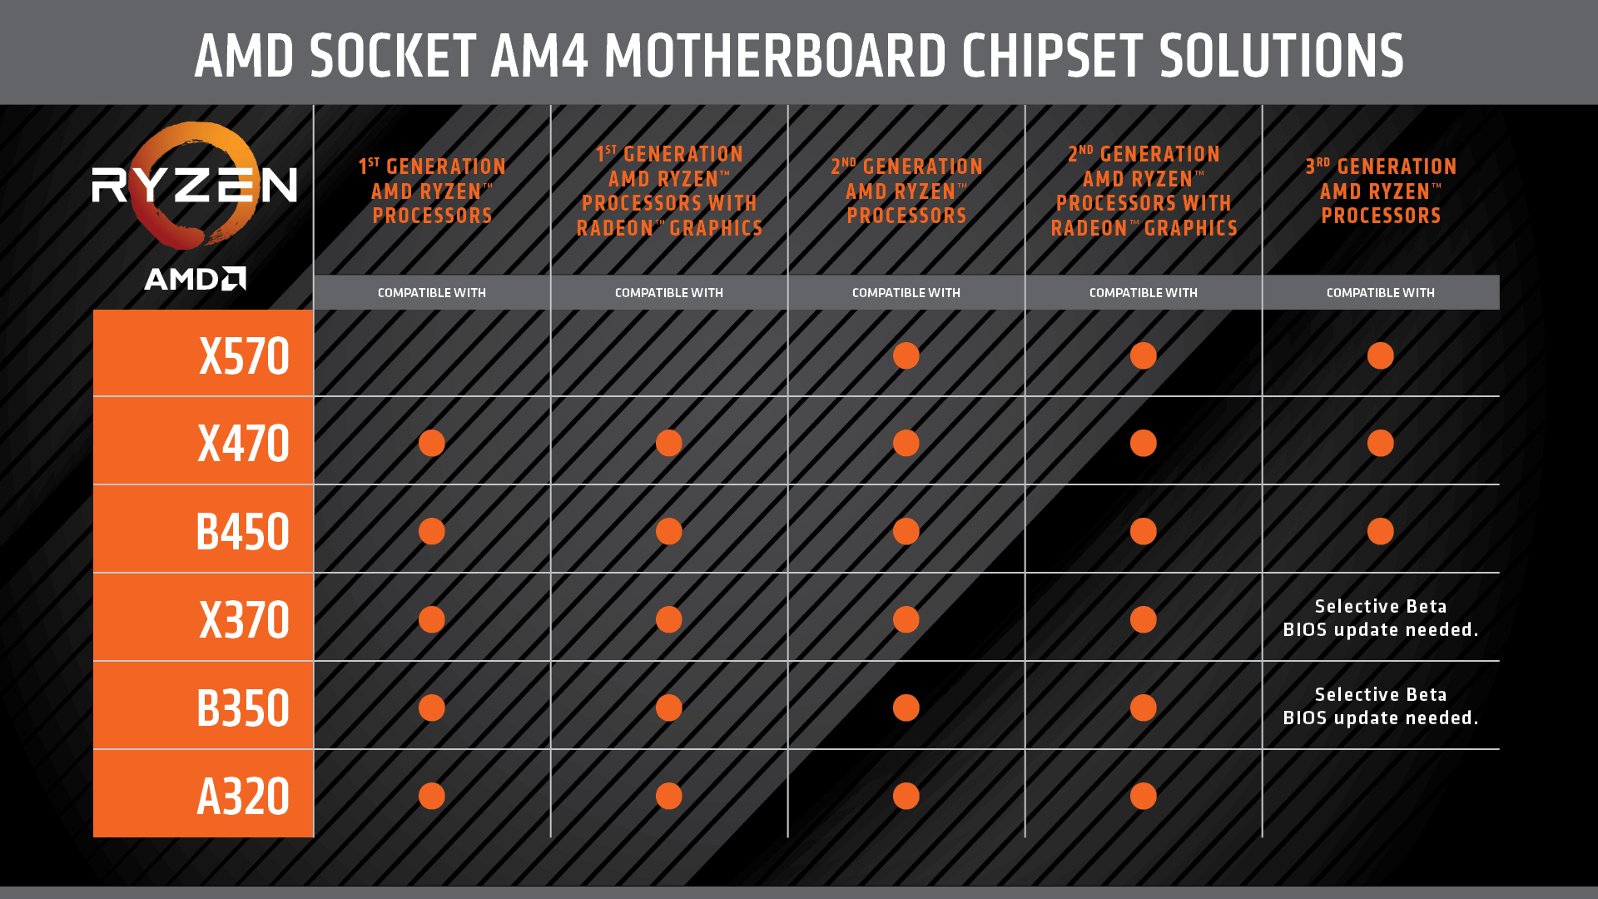 AMD SOCKET AM4 MOTHERBOARD CHIPSET SOLUTIONS
RYZEN
AMD
1ST GENERATION
AMD RYZEN™
PROCESSORS
1ST GENERATION
AMD RYZEN™
PROCESSORS WITH
RADEON™ GRAPHICS
2ND GENERATION
AMD RYZEN™
PROCESSORS
2ND GENERATION
AMD RYZEN™
PROCESSORS WITH
RADEON™ GRAPHICS
3RD GENERATION
AMD RYZEN™
PROCESSORS
COMPATIBLE WITH
COMPATIBLE WITH
COMPATIBLE WITH
COMPATIBLE WITH
COMPATIBLE WITH
X570
X470
B450
X370
Selective Beta
BIOS update needed.
B350
Selective Beta
BIOS update needed.
A320